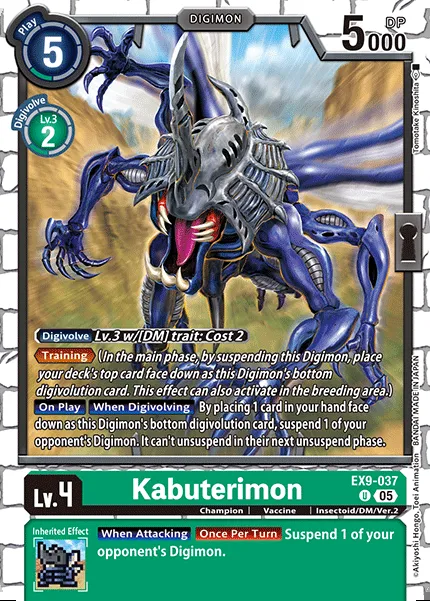 DIGIMON
Play
5
5000
DP
Digivolve
Lv.3
2
Tomotake Kinoshita
Digivolve Lv.3 w/[DM] trait: Cost 2
Training (In the main phase, by suspending this Digimon, place
your deck's top card face down as this Digimon's bottom
digivolution card. This effect can also activate in the breeding area.)
On Play When Digivolving By placing 1 card in your hand face
down as this Digimon's bottom digivolution card, suspend 1 of your
opponent's Digimon. It can't unsuspend in their next unsuspend phase.
Lv.4
Kabuterimon
EX9-037
U 05
Champion | Vaccine | Insectoid/DM/Ver.2
Inherited Effect
When Attacking Once Per Turn Suspend 1 of your
opponent's Digimon.
©Akiyoshi Hongo, Toei Animation BANDAI MADE IN JAPAN